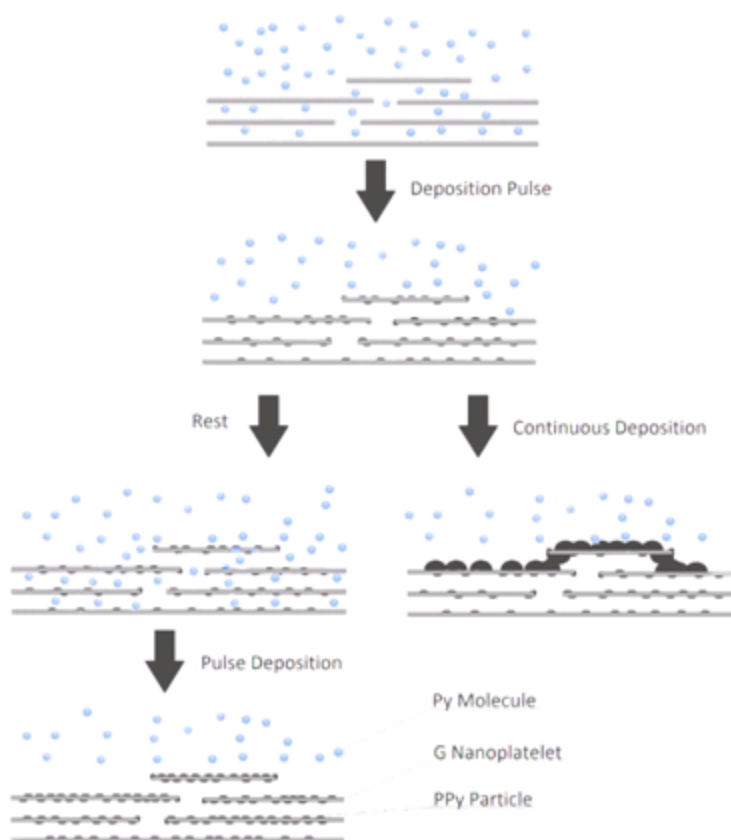 Deposition Pulse
Rest
Continuous Deposition
Pulse Deposition
Py Molecule
G Nanoplatelet
PPy Particle